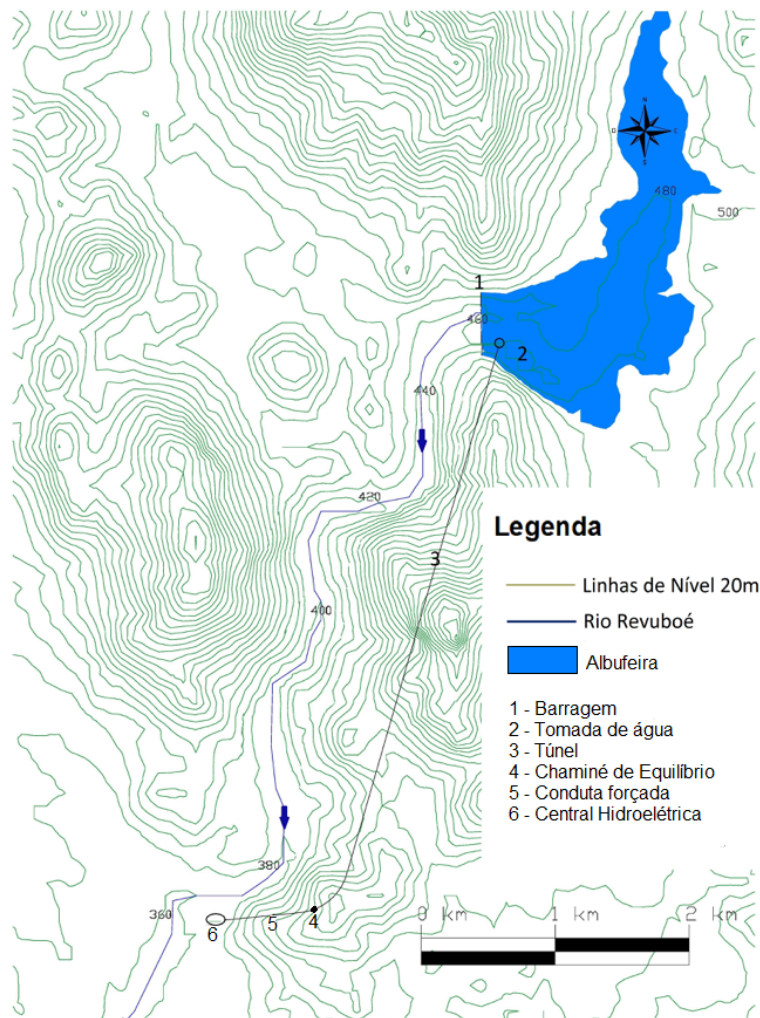 N
O
E
S
480
500
1
460
2
440
420
Legenda
3
Linhas de Nível 20m
400
Rio Revuboé
Albufeira
1 - Barragem
2 - Tomada de água
3 - Túnel
4 - Chaminé de Equilíbrio
5 - Conduta forçada
6 - Central Hidroelétrica
380
360
6
5
4
0 km
1 km
2 km